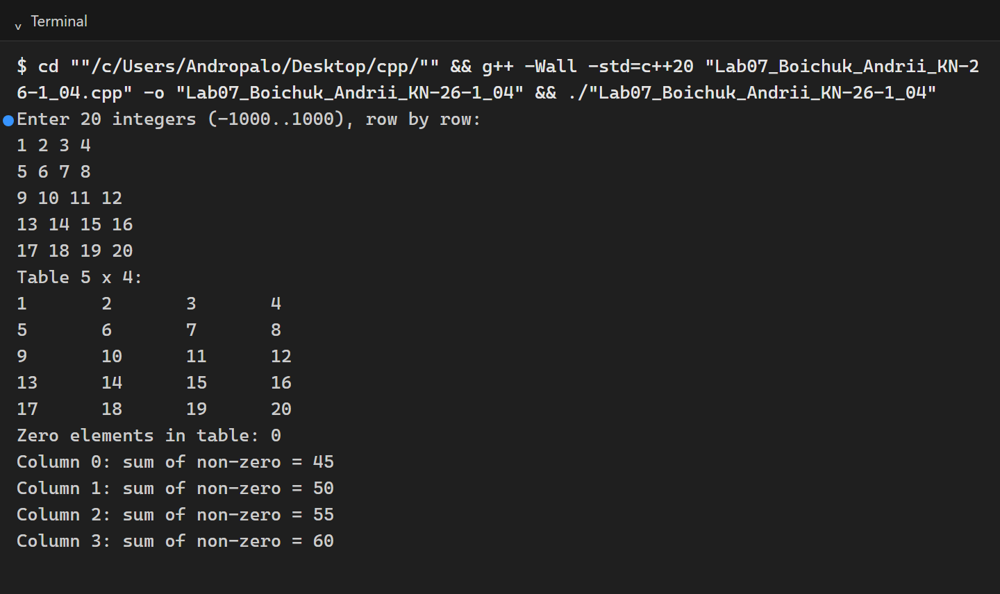 Terminal
$ cd ""/c/Users/Andropalo/Desktop/cpp/"" && g++ -Wall -std=c++20 "Lab07_Boichuk_Andrii_KN-2
6-1_04.cpp" -o "Lab07_Boichuk_Andrii_KN-26-1_04" && ./"Lab07_Boichuk_Andrii_KN-26-1_04"
Enter 20 integers (-1000..1000), row by row:
1 2 3 4
5 6 7 8
9 10 11 12
13 14 15 16
17 18 19 20
Table 5 x 4:
1       2       3       4
5       6       7       8
9       10      11      12
13      14      15      16
17      18      19      20
Zero elements in table: 0
Column 0: sum of non-zero = 45
Column 1: sum of non-zero = 50
Column 2: sum of non-zero = 55
Column 3: sum of non-zero = 60